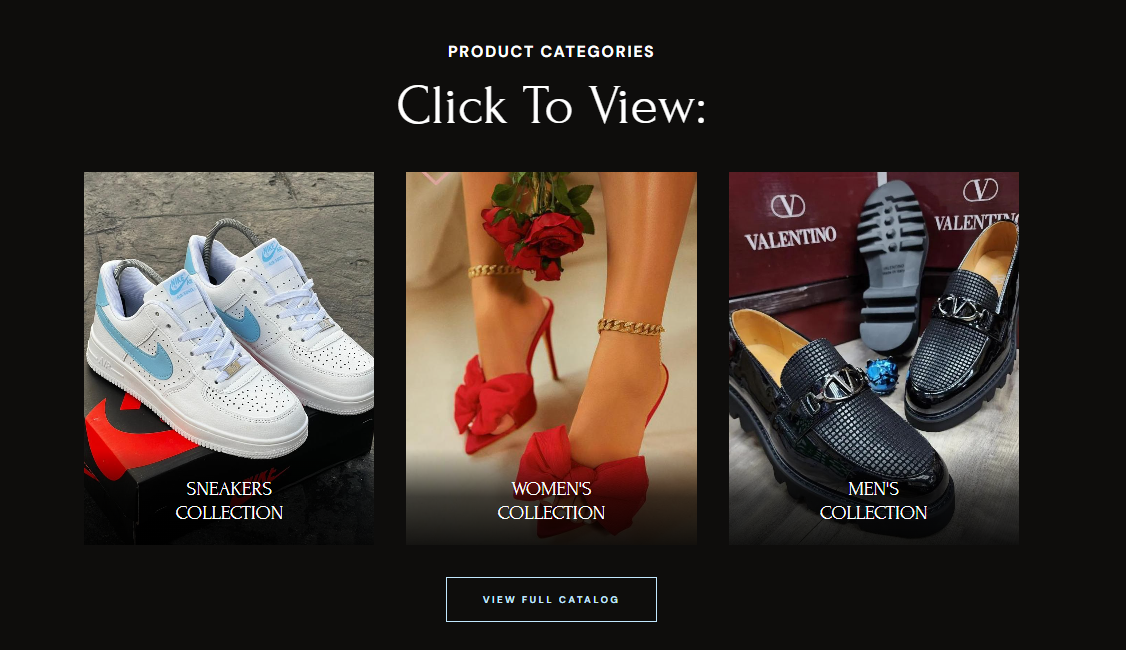 PRODUCT CATEGORIES
Click To View:
VALENTINO
VALENTINO
SNEAKERS
COLLECTION
WOMEN'S
COLLECTION
MEN'S
COLLECTION
VIEW FULL CATALOG